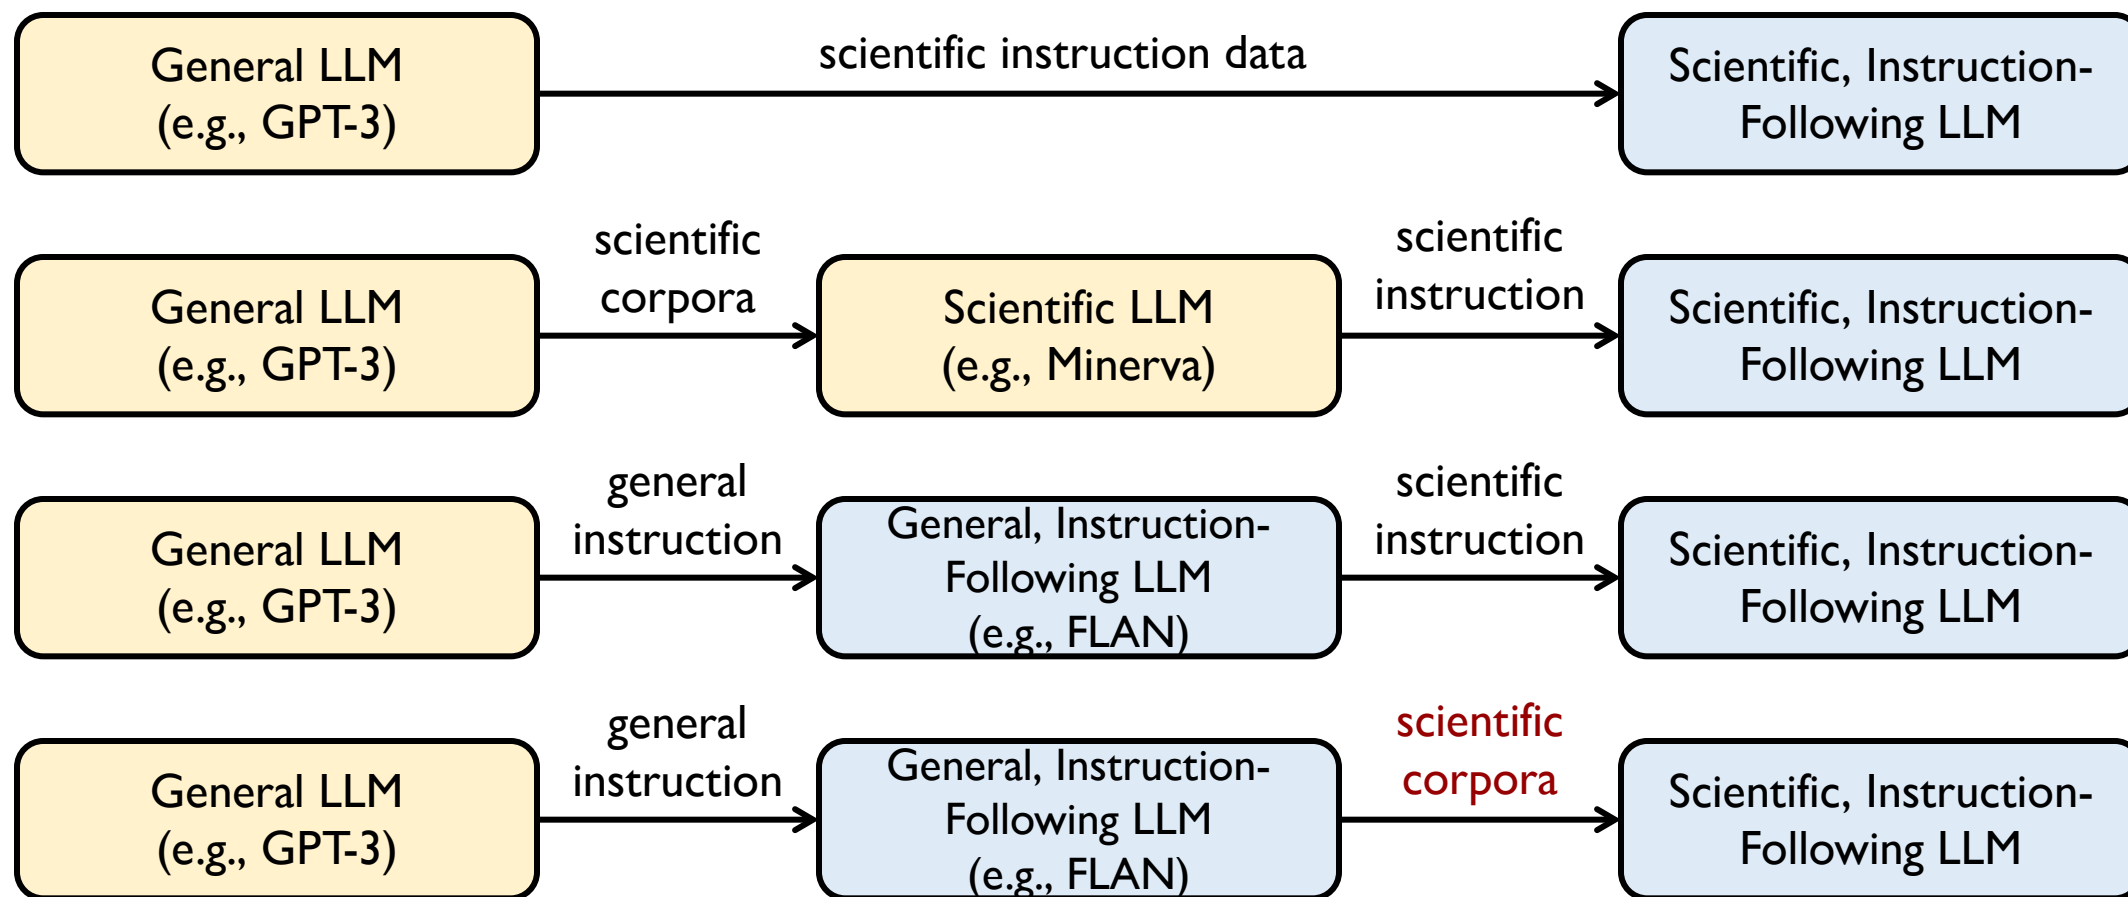 General LLM
(e.g., GPT-3)
scientific instruction data
Scientific, Instruction-
Following LLM
General LLM
(e.g., GPT-3)
scientific
corpora
Scientific LLM
(e.g., Minerva)
scientific
instruction
Scientific, Instruction-
Following LLM
General LLM
(e.g., GPT-3)
general
instruction
General, Instruction-
Following LLM
(e.g., FLAN)
scientific
instruction
Scientific, Instruction-
Following LLM
General LLM
(e.g., GPT-3)
general
instruction
General, Instruction-
Following LLM
(e.g., FLAN)
scientific
corpora
Scientific, Instruction-
Following LLM